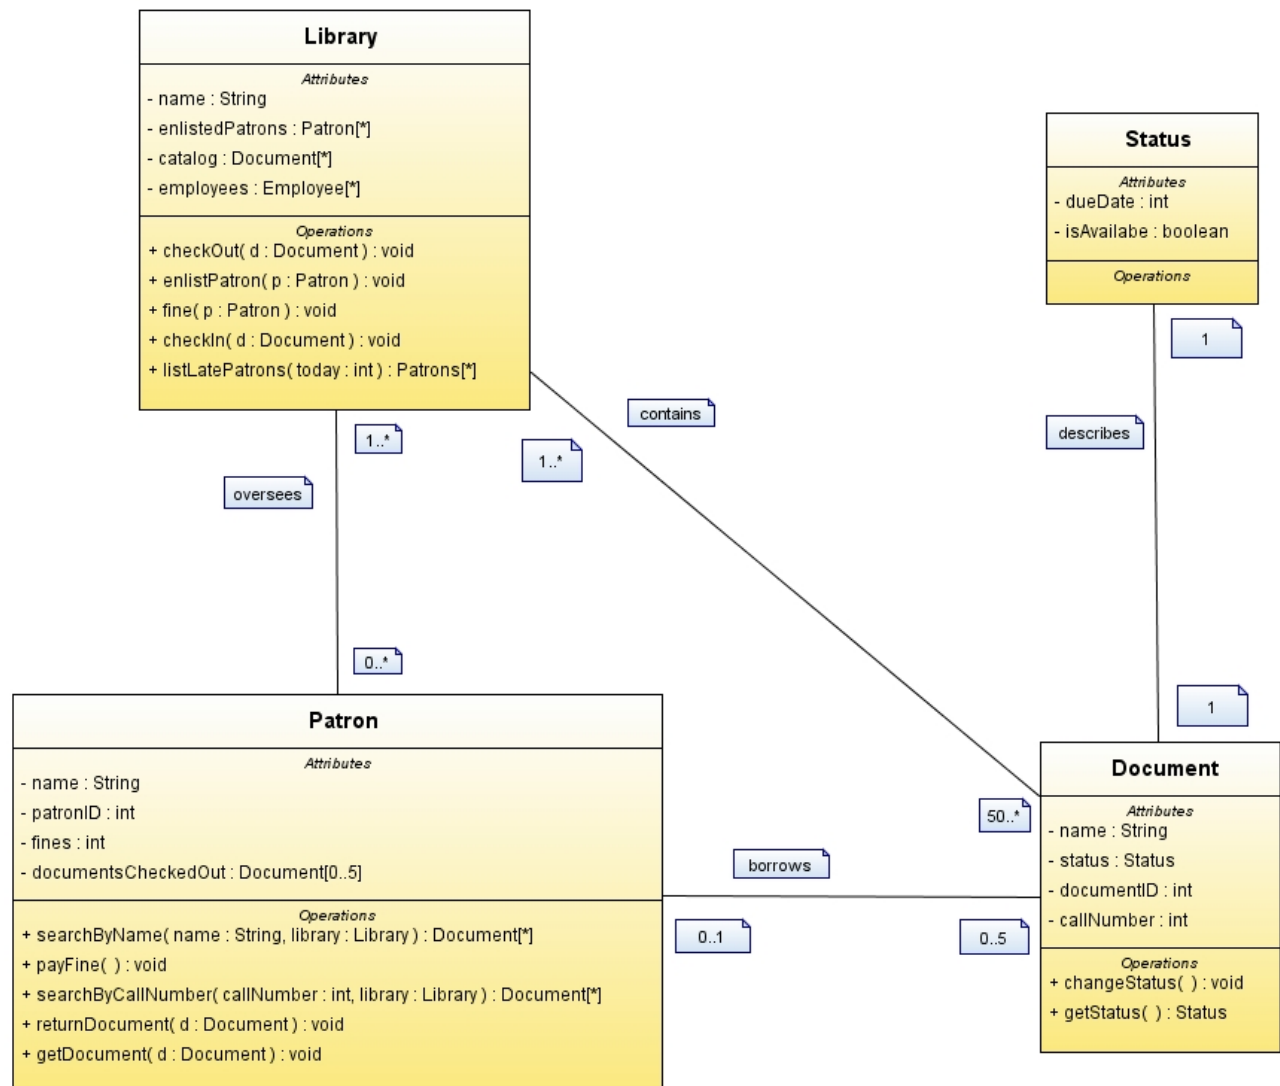 Library
Attributes
- name : String
- enlistedPatrons : Patron[*]
- catalog : Document[*]
- employees : Employee[*]
Operations
+ checkOut( d : Document ) : void
+ enlistPatron( p : Patron ) : void
+ fine( p : Patron ) : void
+ checkIn( d : Document ) : void
+ listLatePatrons( today : int ) : Patrons[*]
Status
Attributes
- dueDate : int
- isAvailabe : boolean
Operations
1
contains
describes
1..*
1..*
oversees
0..*
1
Patron
Attributes
- name : String
- patronID : int
- fines : int
- documentsCheckedOut : Document[0..5]
Operations
+ searchByName( name : String, library : Library ) : Document[*]
+ payFine( ) : void
+ searchByCallNumber( callNumber : int, library : Library ) : Document[*]
+ returnDocument( d : Document ) : void
+ getDocument( d : Document ) : void
50..*
borrows
0..1
0..5
Document
Attributes
- name : String
- status : Status
- documentID : int
- callNumber : int
Operations
+ changeStatus( ) : void
+ getStatus( ) : Status